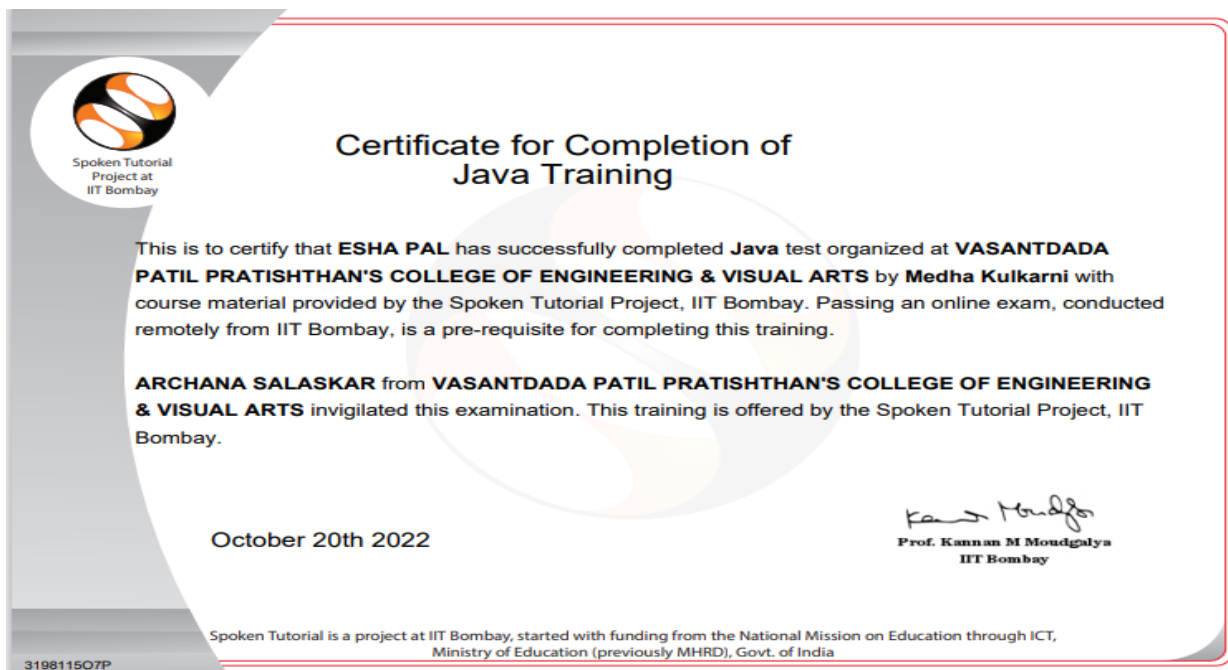 Spoken Tutorial
Project at
IIT Bombay
Certificate for Completion of
Java Training
This is to certify that ESHA PAL has successfully completed Java test organized at VASANTDADA
PATIL PRATISHTHAN'S COLLEGE OF ENGINEERING & VISUAL ARTS by Medha Kulkarni with
course material provided by the Spoken Tutorial Project, IIT Bombay. Passing an online exam, conducted
remotely from IIT Bombay, is a pre-requisite for completing this training.
ARCHANA SALASKAR from VASANTDADA PATIL PRATISHTHAN'S COLLEGE OF ENGINEERING
& VISUAL ARTS invigilated this examination. This training is offered by the Spoken Tutorial Project, IIT
Bombay.
October 20th 2022
Prof. Kannan M Moudgalya
IIT Bombay
Spoken Tutorial is a project at IIT Bombay, started with funding from the National Mission on Education through ICT,
Ministry of Education (previously MHRD), Govt. of India
3198115O7P